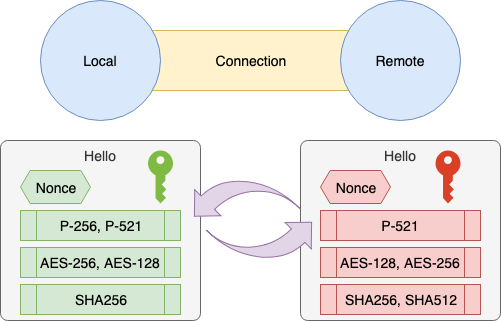 Local
Connection
Remote
Hello
Nonce
P-256, P-521
AES-256, AES-128
SHA256
Hello
Nonce
P-521
AES-128, AES-256
SHA256, SHA512